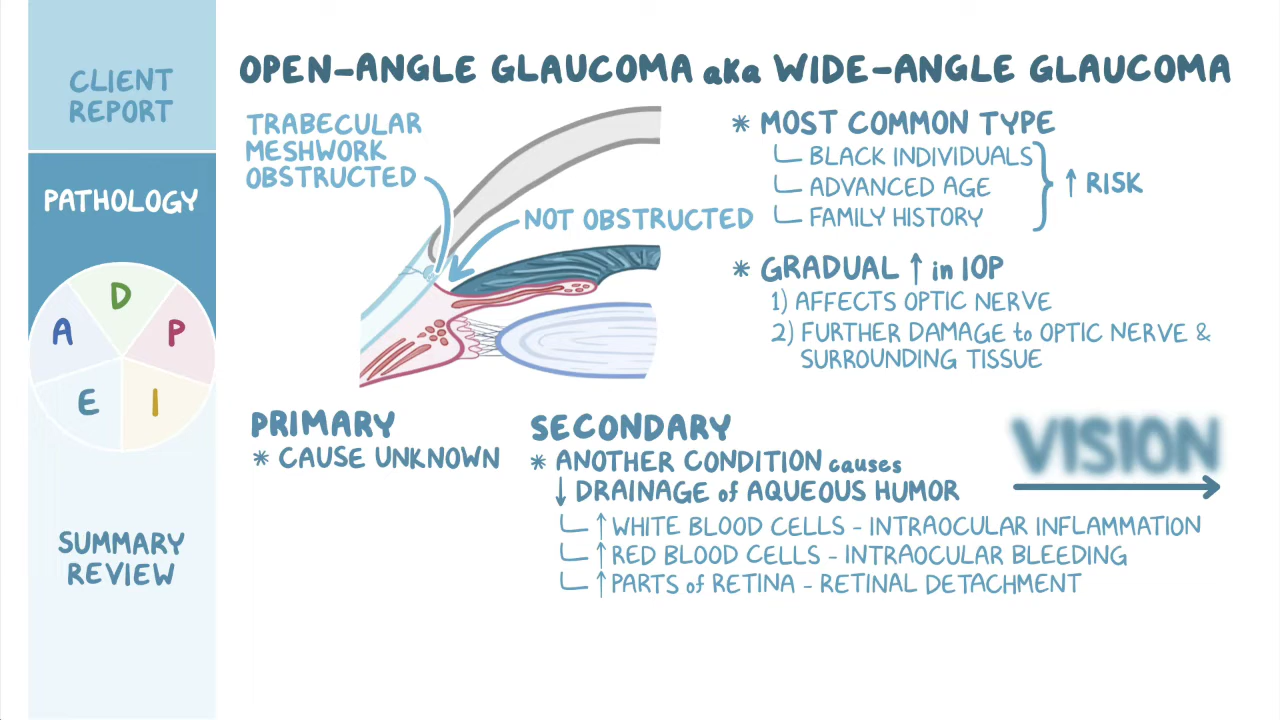 CLIENT
REPORT
PATHOLOGY
D
A
P
E
I
SUMMARY
REVIEW
OPEN-ANGLE GLAUCOMA aka WIDE-ANGLE GLAUCOMA
TRABECULAR
MESHWORK
OBSTRUCTED
NOT OBSTRUCTED
* MOST COMMON TYPE
BLACK INDIVIDUALS
ADVANCED AGE
FAMILY HISTORY
↑ RISK
* GRADUAL ↑ in IOP
1) AFFECTS OPTIC NERVE
2) FURTHER DAMAGE to OPTIC NERVE &
SURROUNDING TISSUE
PRIMARY
* CAUSE UNKNOWN
SECONDARY
* ANOTHER CONDITION causes
↓ DRAINAGE of AQUEOUS HUMOR
↑ WHITE BLOOD CELLS - INTRAOCULAR INFLAMMATION
↑ RED BLOOD CELLS - INTRAOCULAR BLEEDING
↑ PARTS of RETINA - RETINAL DETACHMENT
VISION